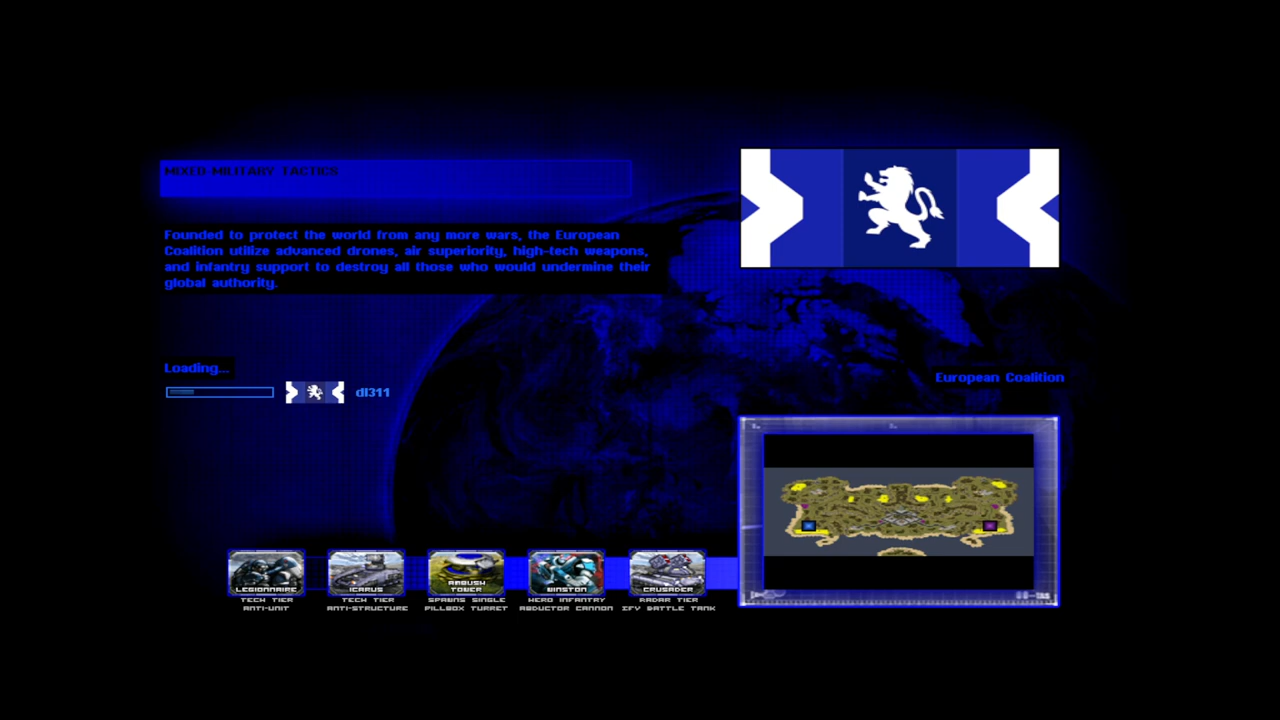 MIXED-MILITARY TACTICS
Founded to protect the world from any more wars, the European
Coalition utilize advanced drones, air superiority, high-tech weapons,
and infantry support to destroy all those who would undermine their
global authority.
Loading...
dl311
European Coalition
LEGIONNAIRE
TECH TIER
ANTI-UNIT
ICARUS
TECH TIER
ANTI-STRUCTURE
AMBUSH
TOWER
SPAWNS SINGLE
PILLBOX TURRET
WINSTON
HERO INFANTRY
ABDUCTOR CANNON
CRUSADER
RADAR TIER
IFV BATTLE TANK